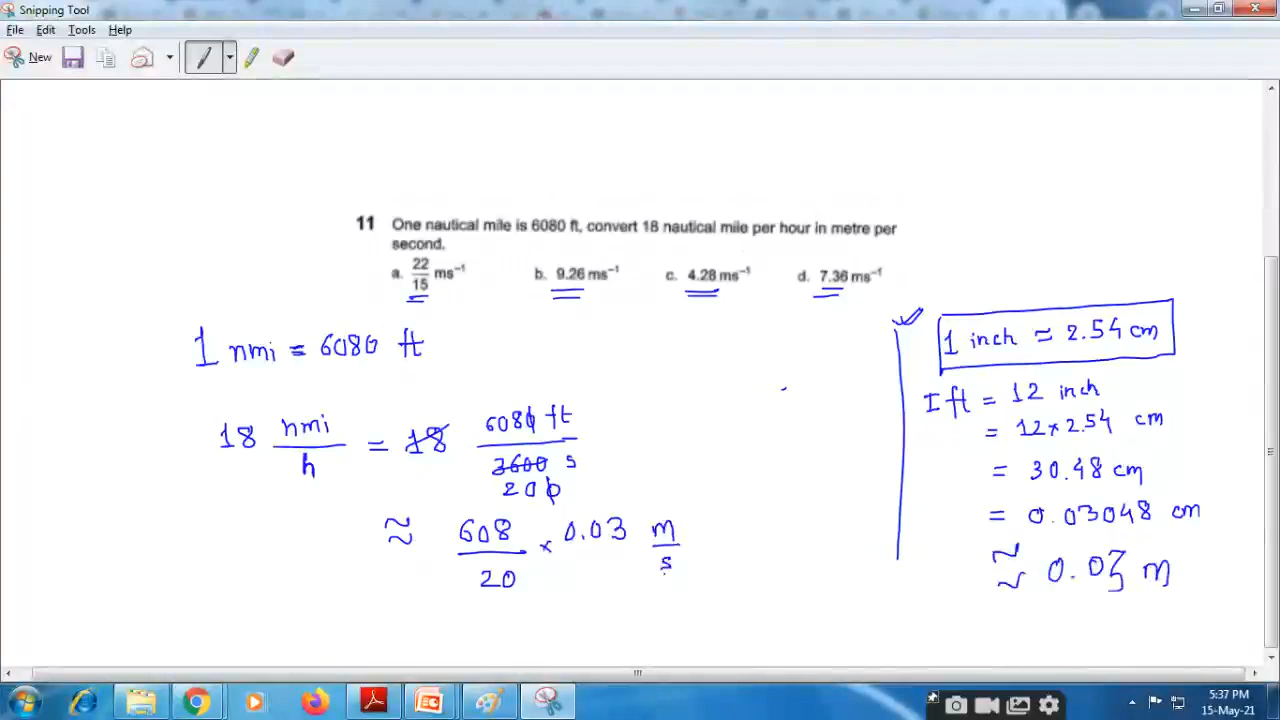 Snipping Tool
File Edit Tools Help
New
11 One nautical mile is 6080 ft, convert 18 nautical mile per hour in metre per
second.
a. 22/15 ms⁻¹ b. 9.26 ms⁻¹ c. 4.28 ms⁻¹ d. 7.36 ms⁻¹
1 nmi = 6080 ft
18 nmi/h = 18 6080 ft/3600 s
200
≈ 608/20 × 0.03 m/s
1 inch ≈ 2.54 cm
1 ft = 12 inch
= 12 × 2.54 cm
= 30.48 cm
= 0.03048 cm
≈ 0.03 m
5:37 PM
15-May-21